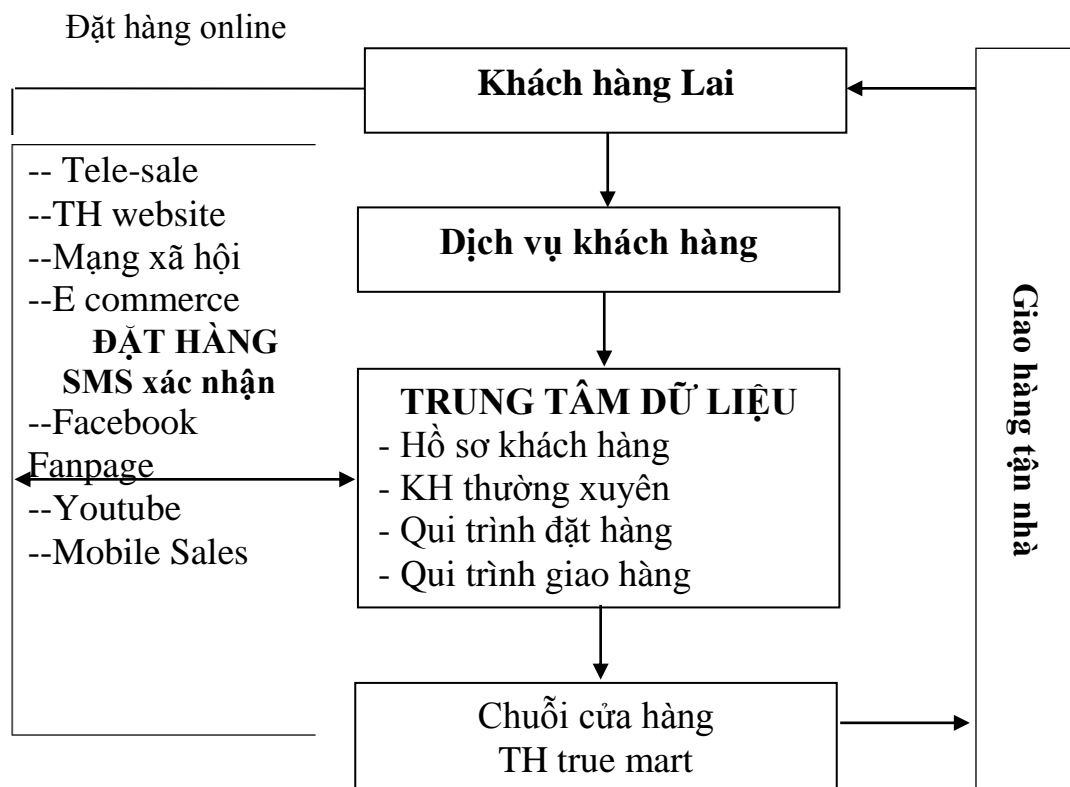 Đặt hàng online
Khách hàng Lai
-- Tele-sale
--TH website
--Mạng xã hội
--E commerce
ĐẶT HÀNG
SMS xác nhận
--Facebook
Fanpage
--Youtube
--Mobile Sales
Dịch vụ khách hàng
TRUNG TÂM DỮ LIỆU
- Hồ sơ khách hàng
- KH thường xuyên
- Qui trình đặt hàng
- Qui trình giao hàng
Chuỗi cửa hàng
TH true mart
Giao hàng tận nhà